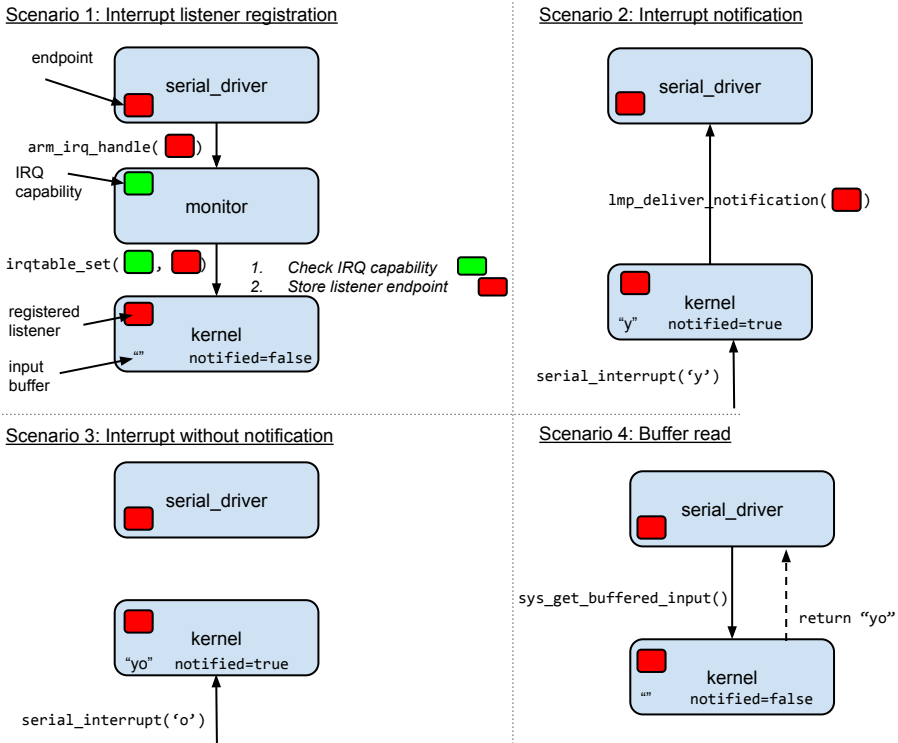 Scenario 1: Interrupt listener registration
endpoint
serial_driver
arm_irq_handle( )
IRQ
capability
monitor
irqtable_set( , )
1. Check IRQ capability
2. Store listener endpoint
registered
listener
kernel
“” notified=false
input
buffer
Scenario 2: Interrupt notification
serial_driver
lmp_deliver_notification( )
kernel
“y” notified=true
serial_interrupt(‘y’)
Scenario 3: Interrupt without notification
serial_driver
kernel
“yo” notified=true
serial_interrupt(‘o’)
Scenario 4: Buffer read
serial_driver
sys_get_buffered_input()
return “yo”
kernel
“” notified=false